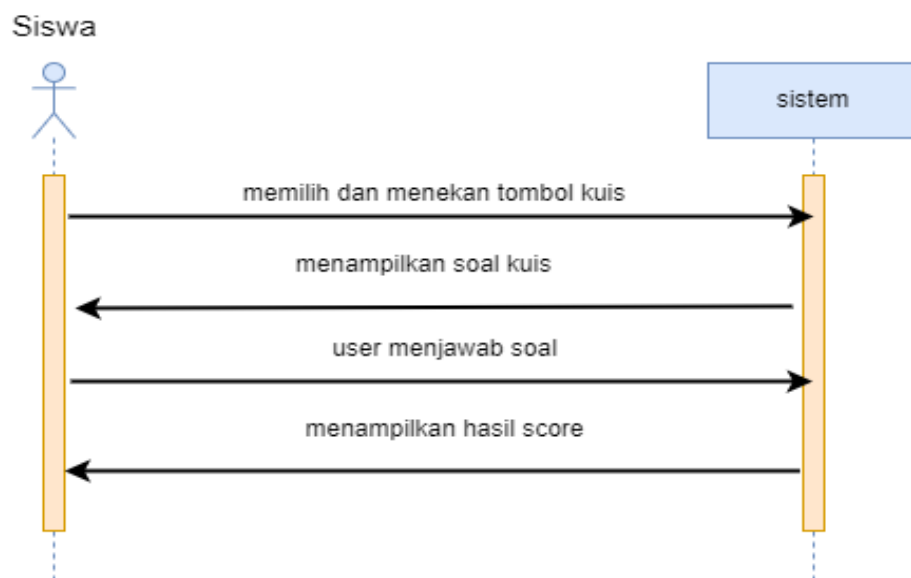 Siswa
sistem
memilih dan menekan tombol kuis
menampilkan soal kuis
user menjawab soal
menampilkan hasil score